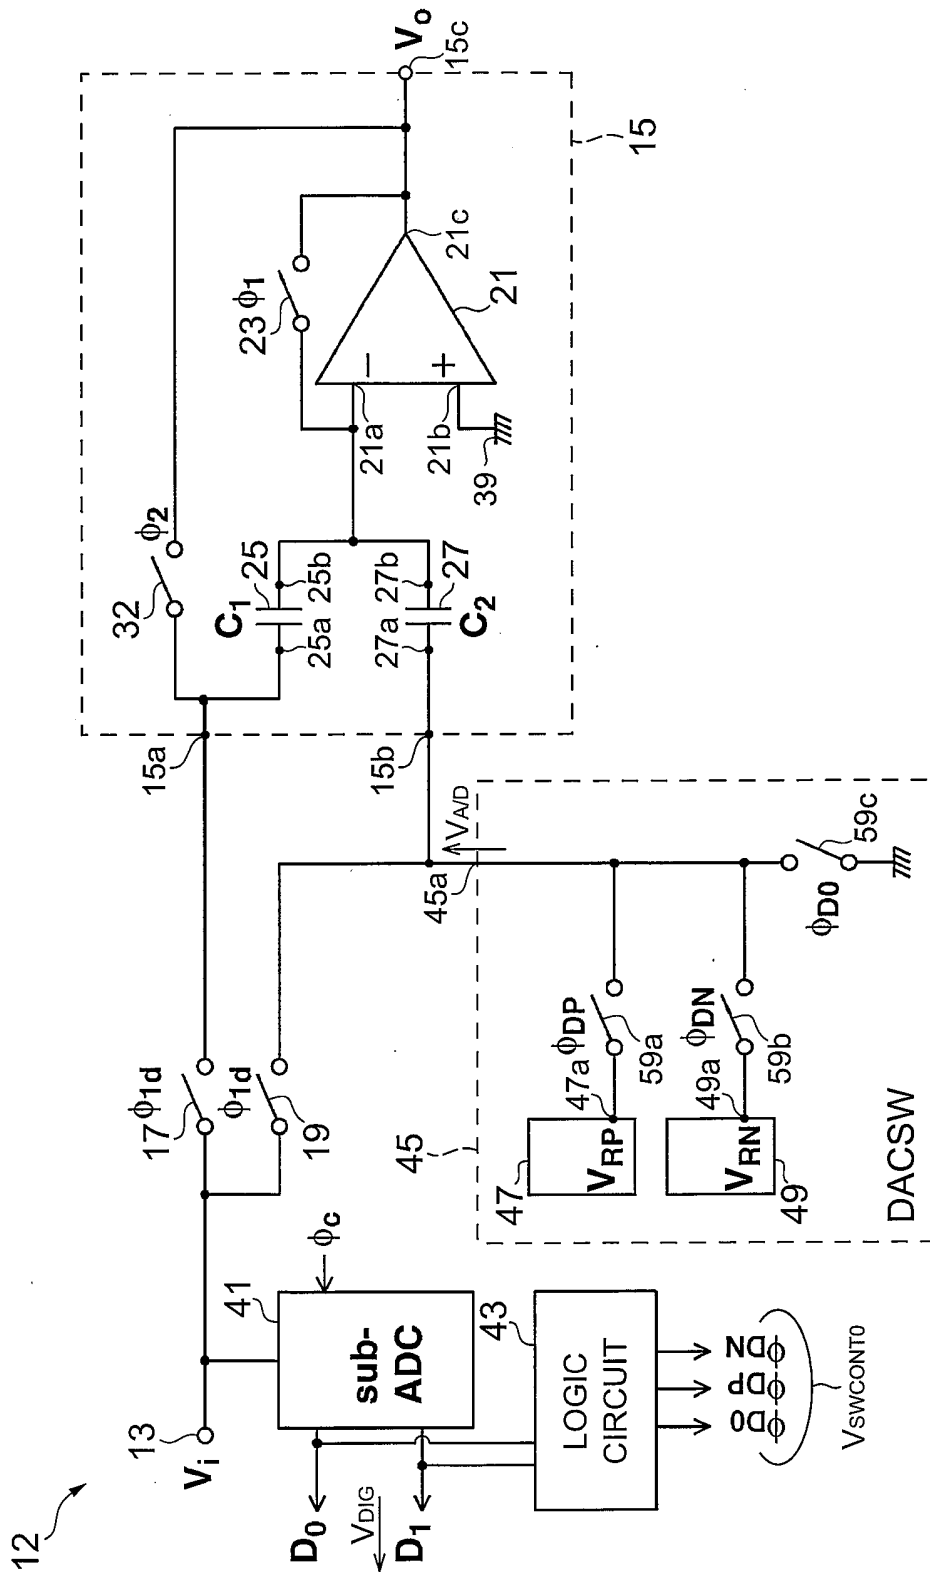 12
13
Vi
17
ϕ1d
ϕ1d
19
15a
32
ϕ2
C1
25
25a
25b
27a
27b
C2
27
23
ϕ1
21a
21b
39
21
21c
Vo
15c
15
15b
VA/D
45a
41
ϕc
sub-
ADC
D0
VDIG
D1
43
LOGIC
CIRCUIT
ϕD0
ϕDP
ϕDN
VSWCONT0
45
47
VRP
47a
ϕDP
59a
49
VRN
49a
ϕDN
59b
ϕD0
59c
DACSW